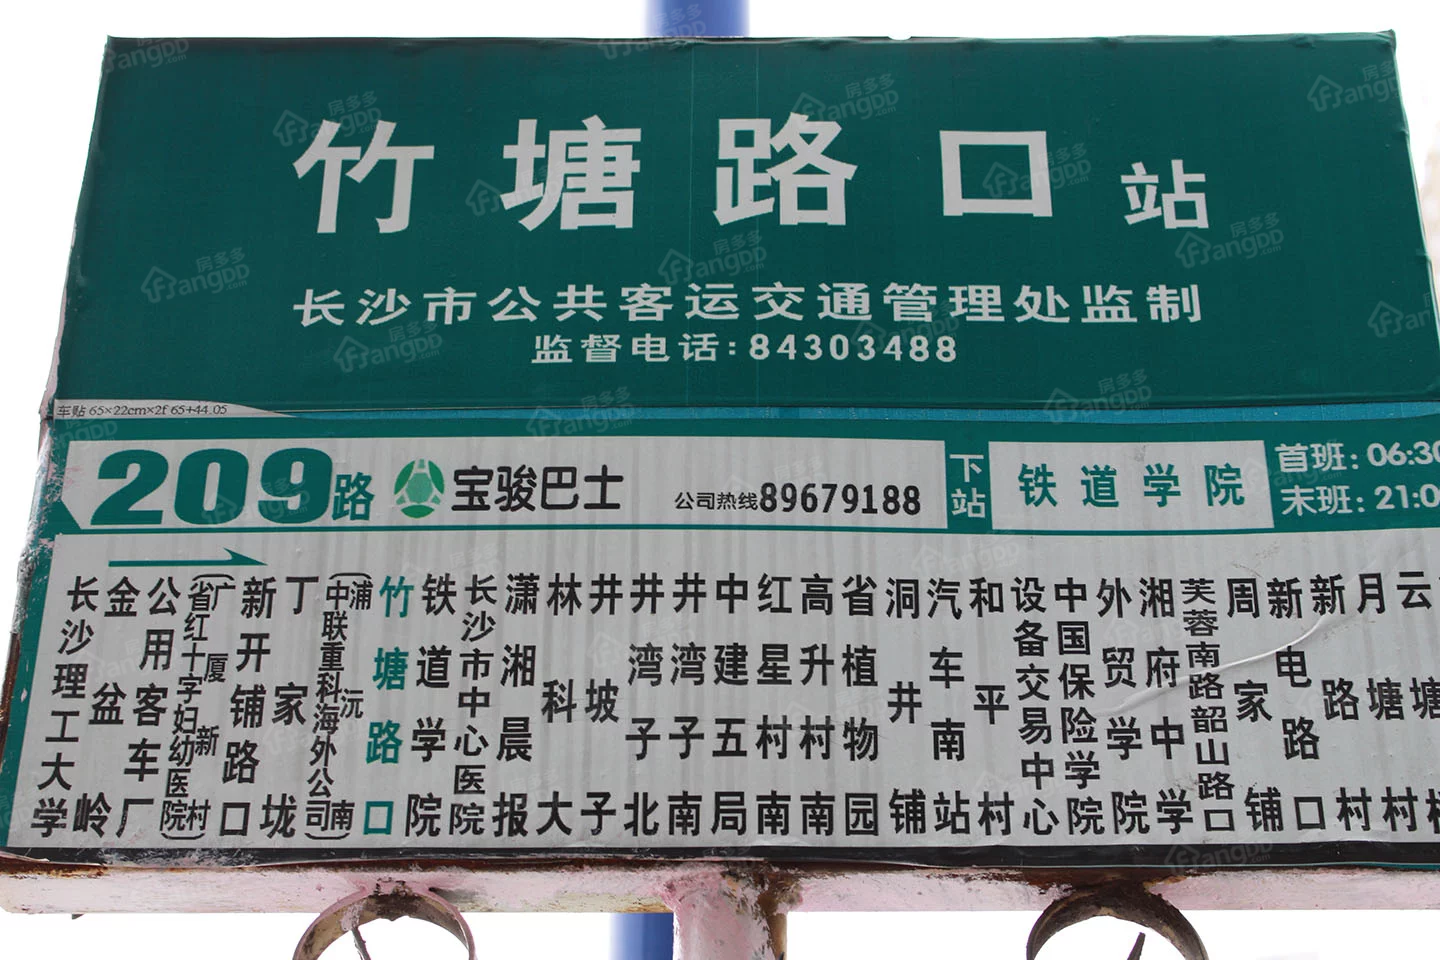 竹塘路口站
长沙市公共客运交通管理处监制
监督电话:84303488
车贴 65×22cm×2f 65+44.05
209路
宝骏巴士
公司热线89679188
下站
铁道学院
首班: 06:30
末班: 21:0
长沙理工大学
金盆岭
公用客车厂
广厦新村
(省红十字妇幼医院)
新开铺路口
丁家垅
浦沅南
(中联重科海外公司)
竹塘路口
铁道学院
长沙市中心医院
潇湘晨报
林科大
井坡子
井湾子北
井湾子南
中建五局
红星村南
高升村南
省植物园
洞井铺
汽车南站
和平村
设备交易中心
中国保险学院
外贸学院
湘府中学
芙蓉南路韶山路口
周家铺
新电路口
新路村
月塘村
云塘
房多多
FangDD.com